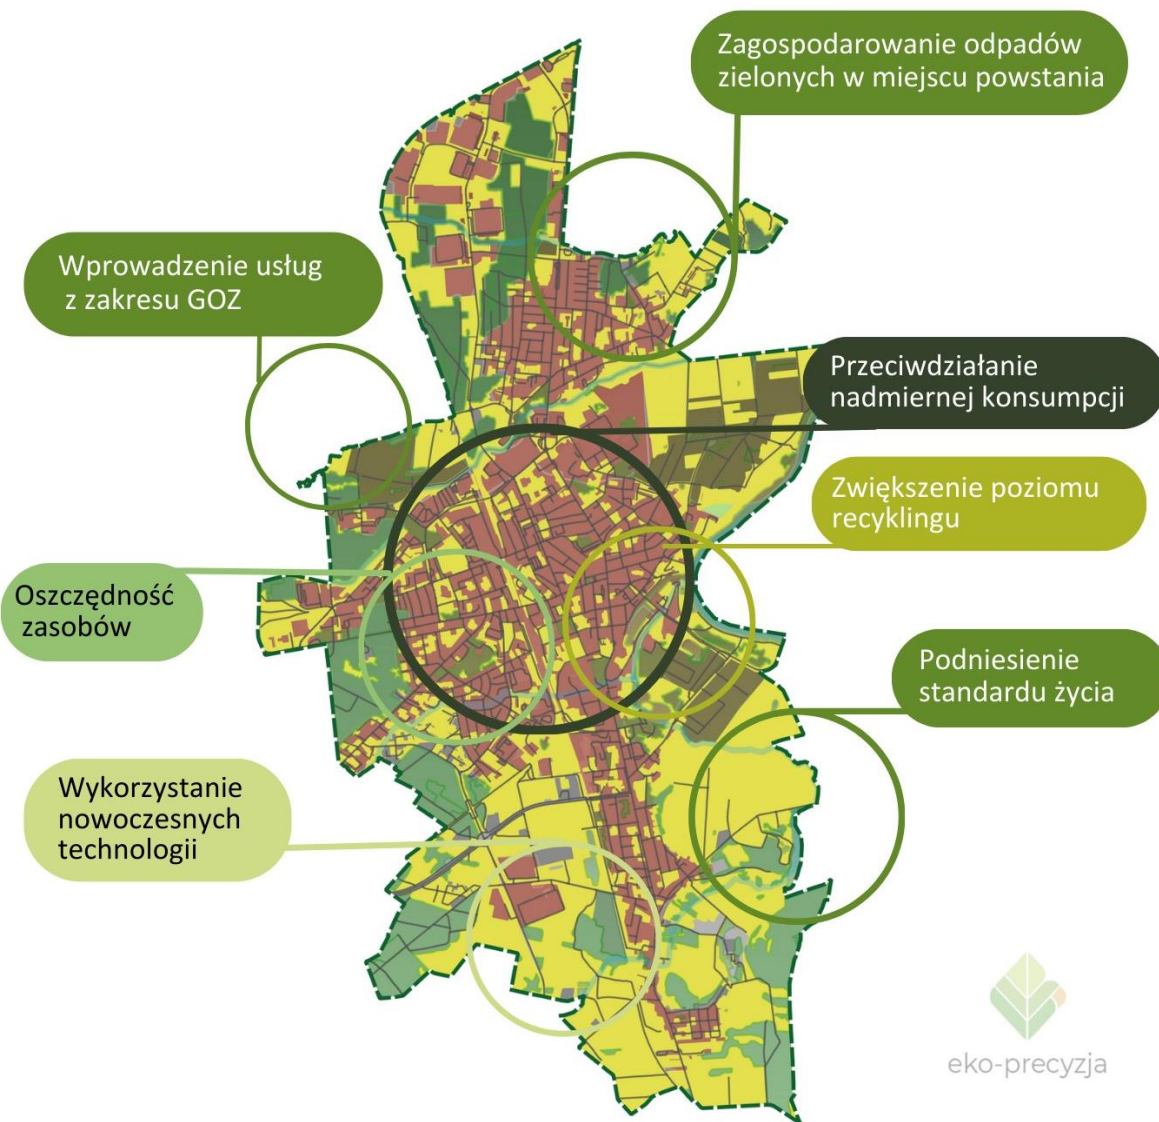 Zagospodarowanie odpadów
zielonych w miejscu powstania
Wprowadzenie usług
z zakresu GOZ
Przeciwdziałanie
nadmiernej konsumpcji
Zwiększenie poziomu
recyklingu
Oszczędność
zasobów
Podniesienie
standardu życia
Wykorzystanie
nowoczesnych
technologii
eko-precyzja